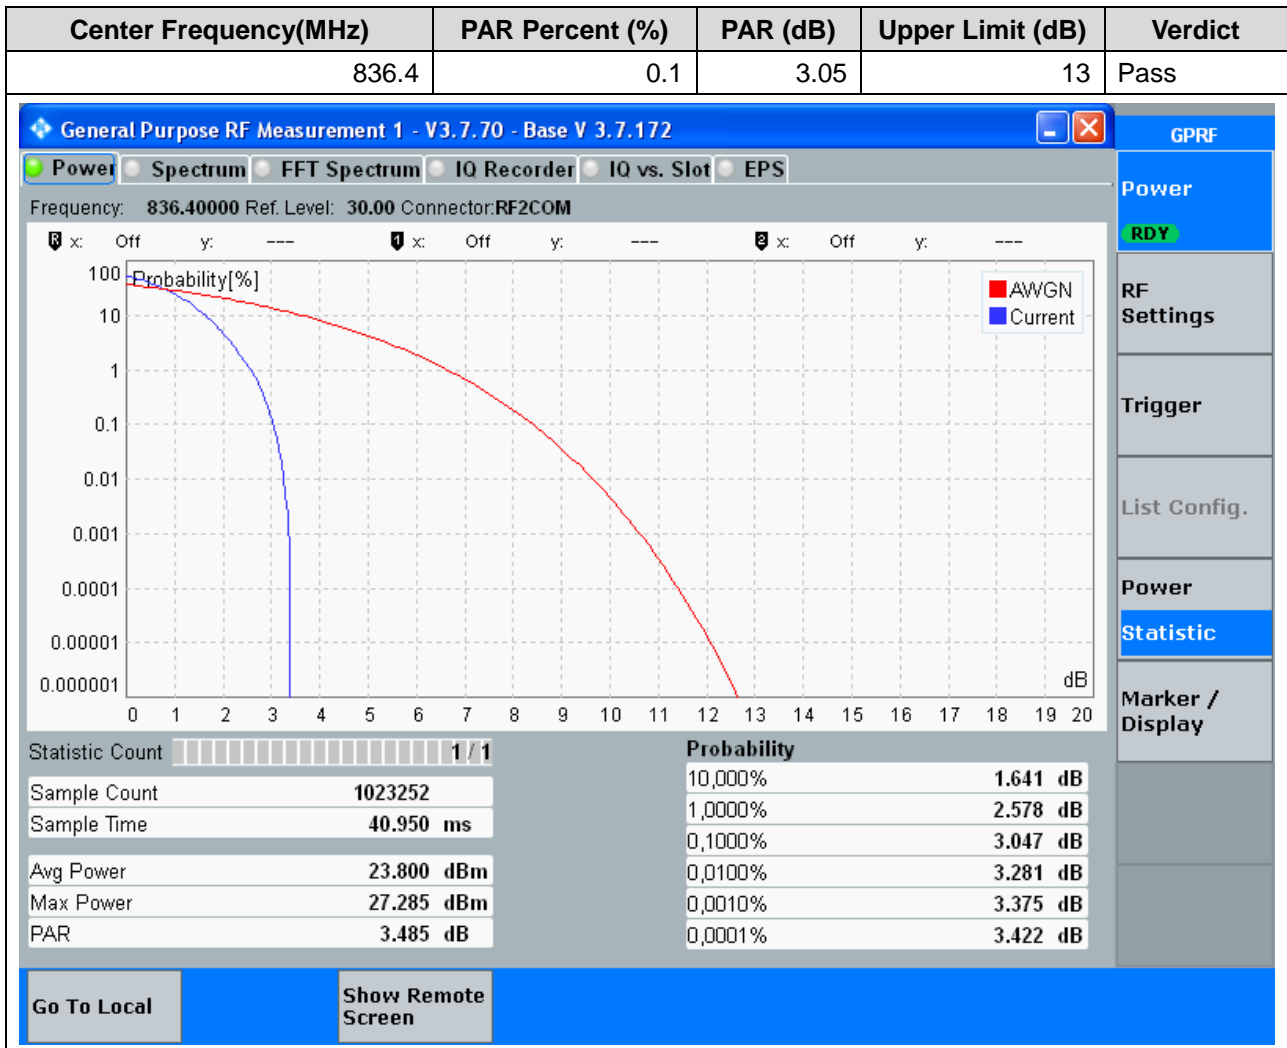 Center Frequency(MHz) PAR Percent (%) PAR (dB) Upper Limit (dB) Verdict
836.4 0.1 3.05 13 Pass
General Purpose RF Measurement 1 - V3.7.70 - Base V 3.7.172
GPRF
Power Spectrum FFT Spectrum IQ Recorder IQ vs. Slot EPS
Power
RDY
Frequency: 836.40000 Ref. Level: 30.00 Connector:RF2COM
R x: Off y: --- 1 x: Off y: --- 2 x: Off y: ---
Probability[%]
AWGN
Current
100
10
1
0.1
0.01
0.001
0.0001
0.00001
0.000001
dB
0 1 2 3 4 5 6 7 8 9 10 11 12 13 14 15 16 17 18 19 20
RF
Settings
Trigger
List Config.
Power
Statistic
Marker /
Display
Statistic Count 1 / 1
Sample Count 1023252
Sample Time 40.950 ms
Avg Power 23.800 dBm
Max Power 27.285 dBm
PAR 3.485 dB
Probability
10,000% 1.641 dB
1,0000% 2.578 dB
0,1000% 3.047 dB
0,0100% 3.281 dB
0,0010% 3.375 dB
0,0001% 3.422 dB
Go To Local
Show Remote
Screen